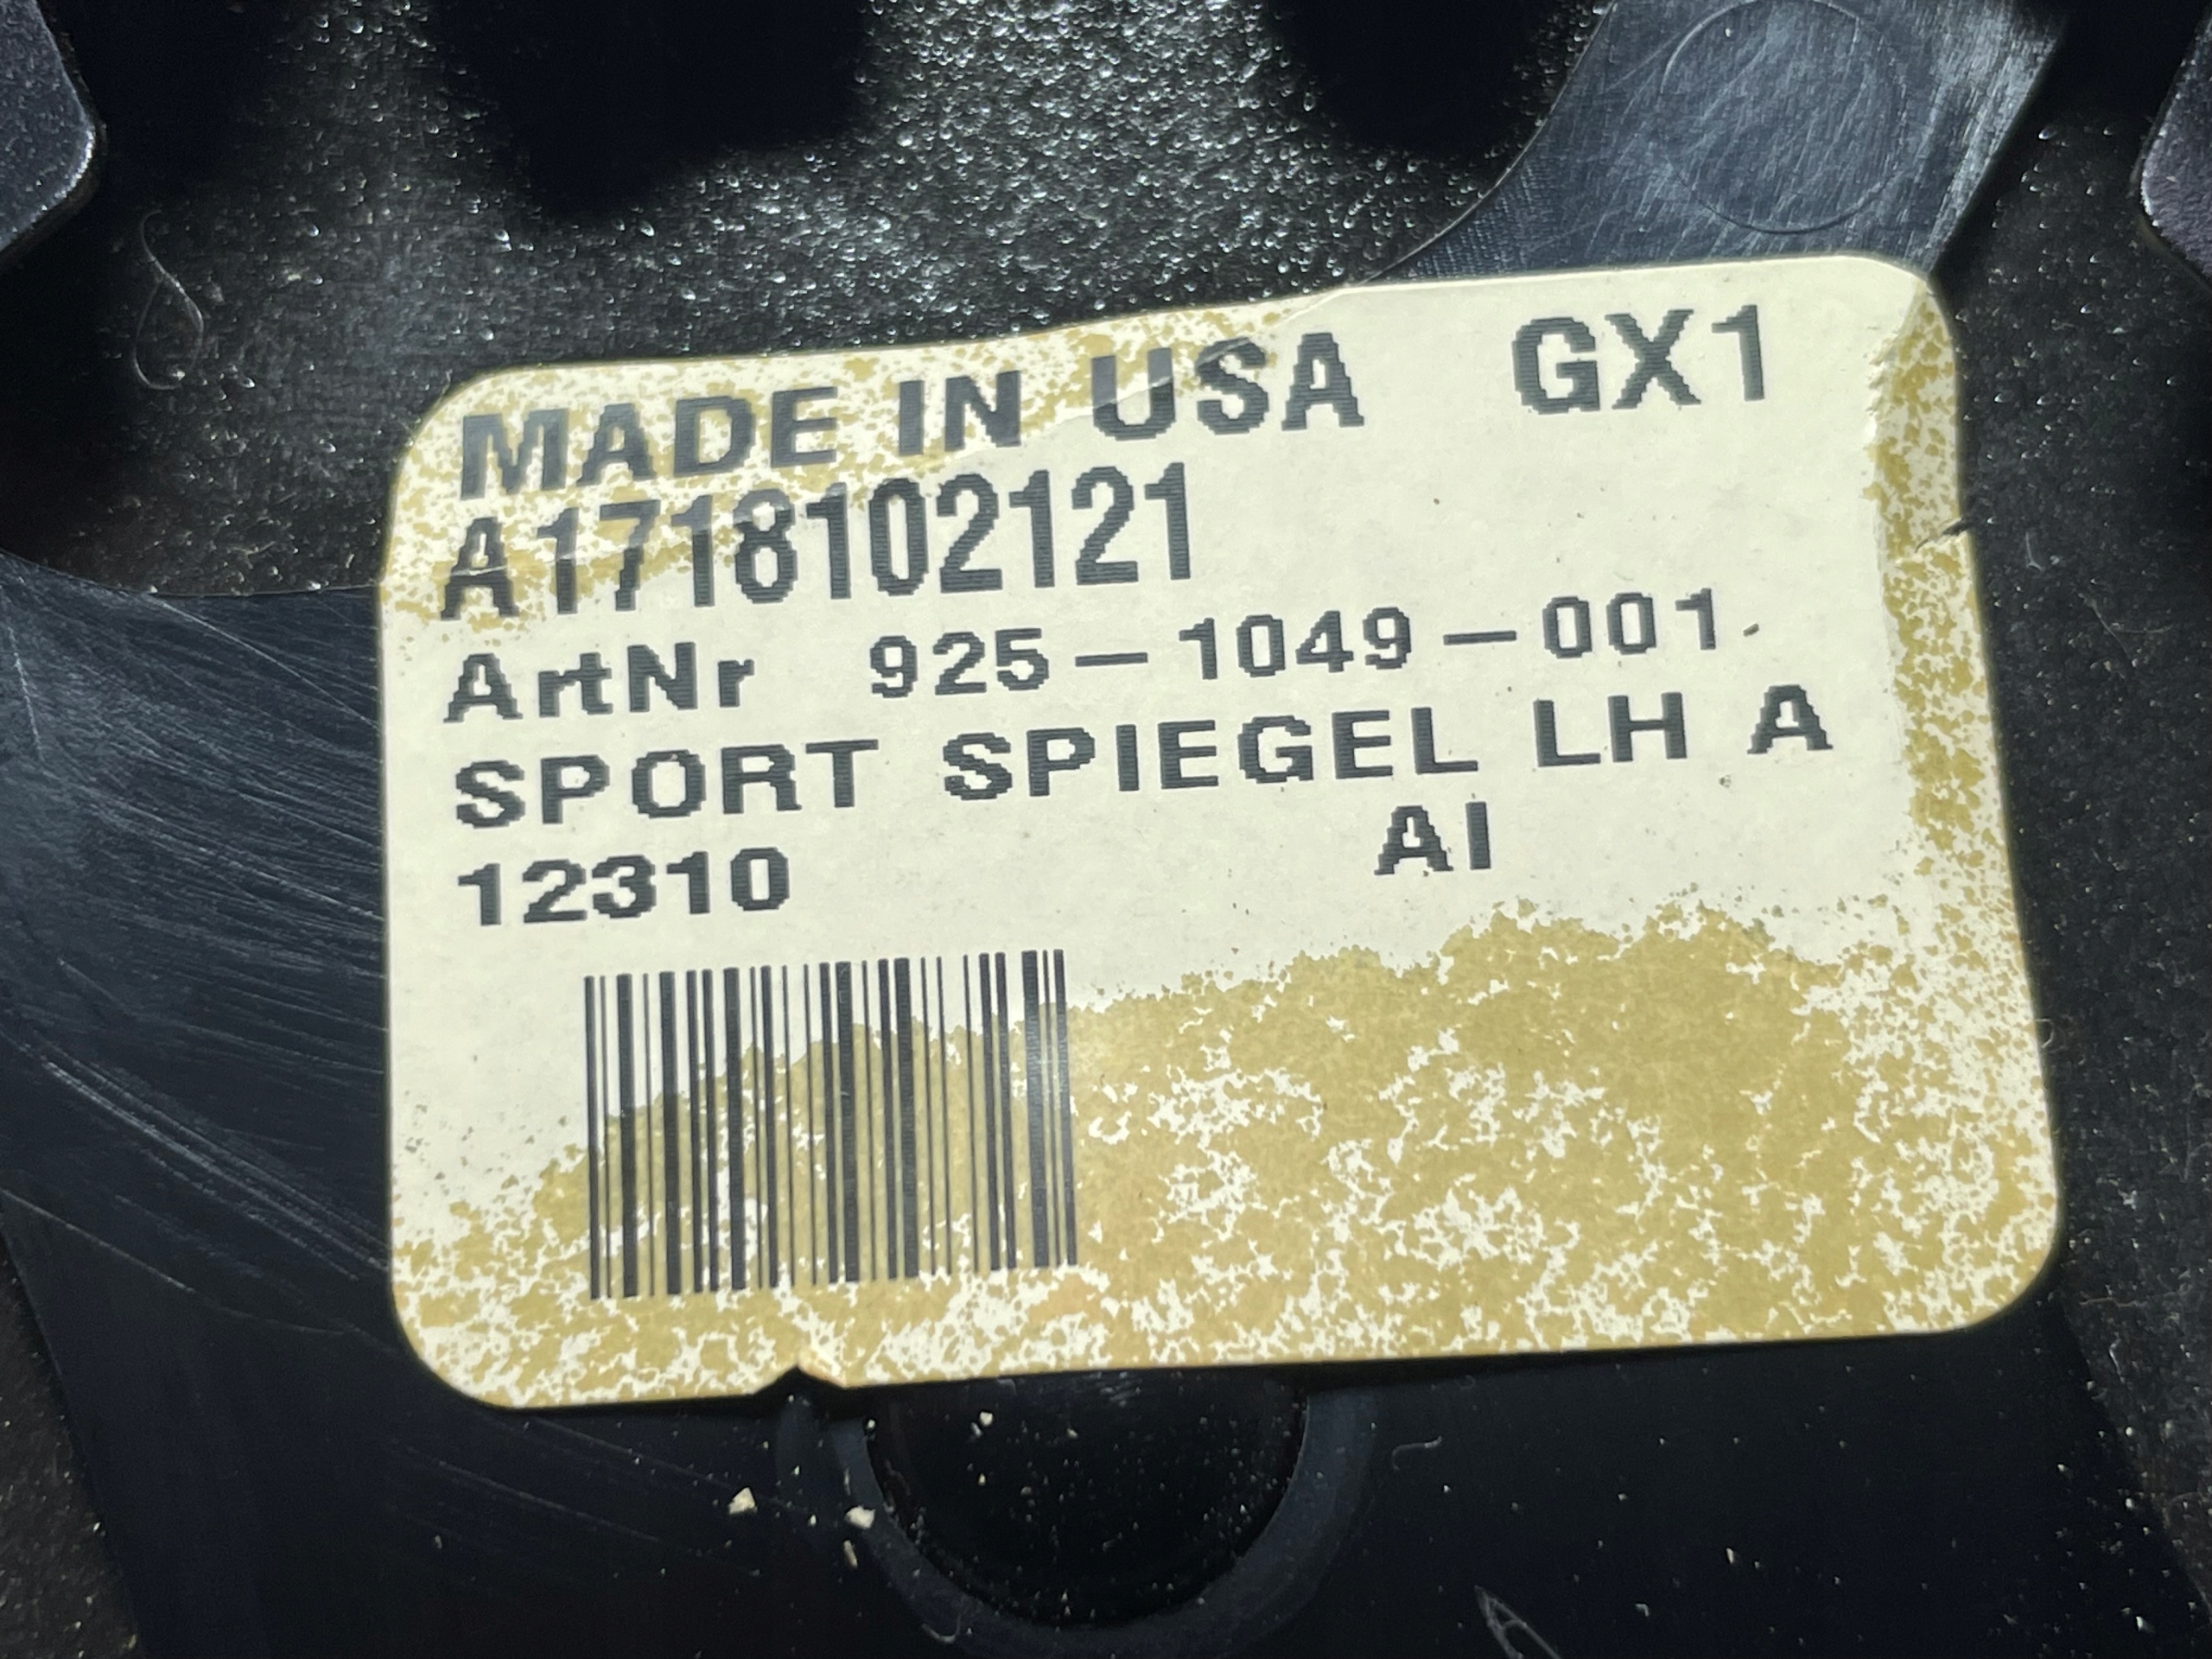 MADE IN USA GX1
A1718102121
ArtNr 925-1049-001
SPORT SPIEGEL LH A
12310 AI